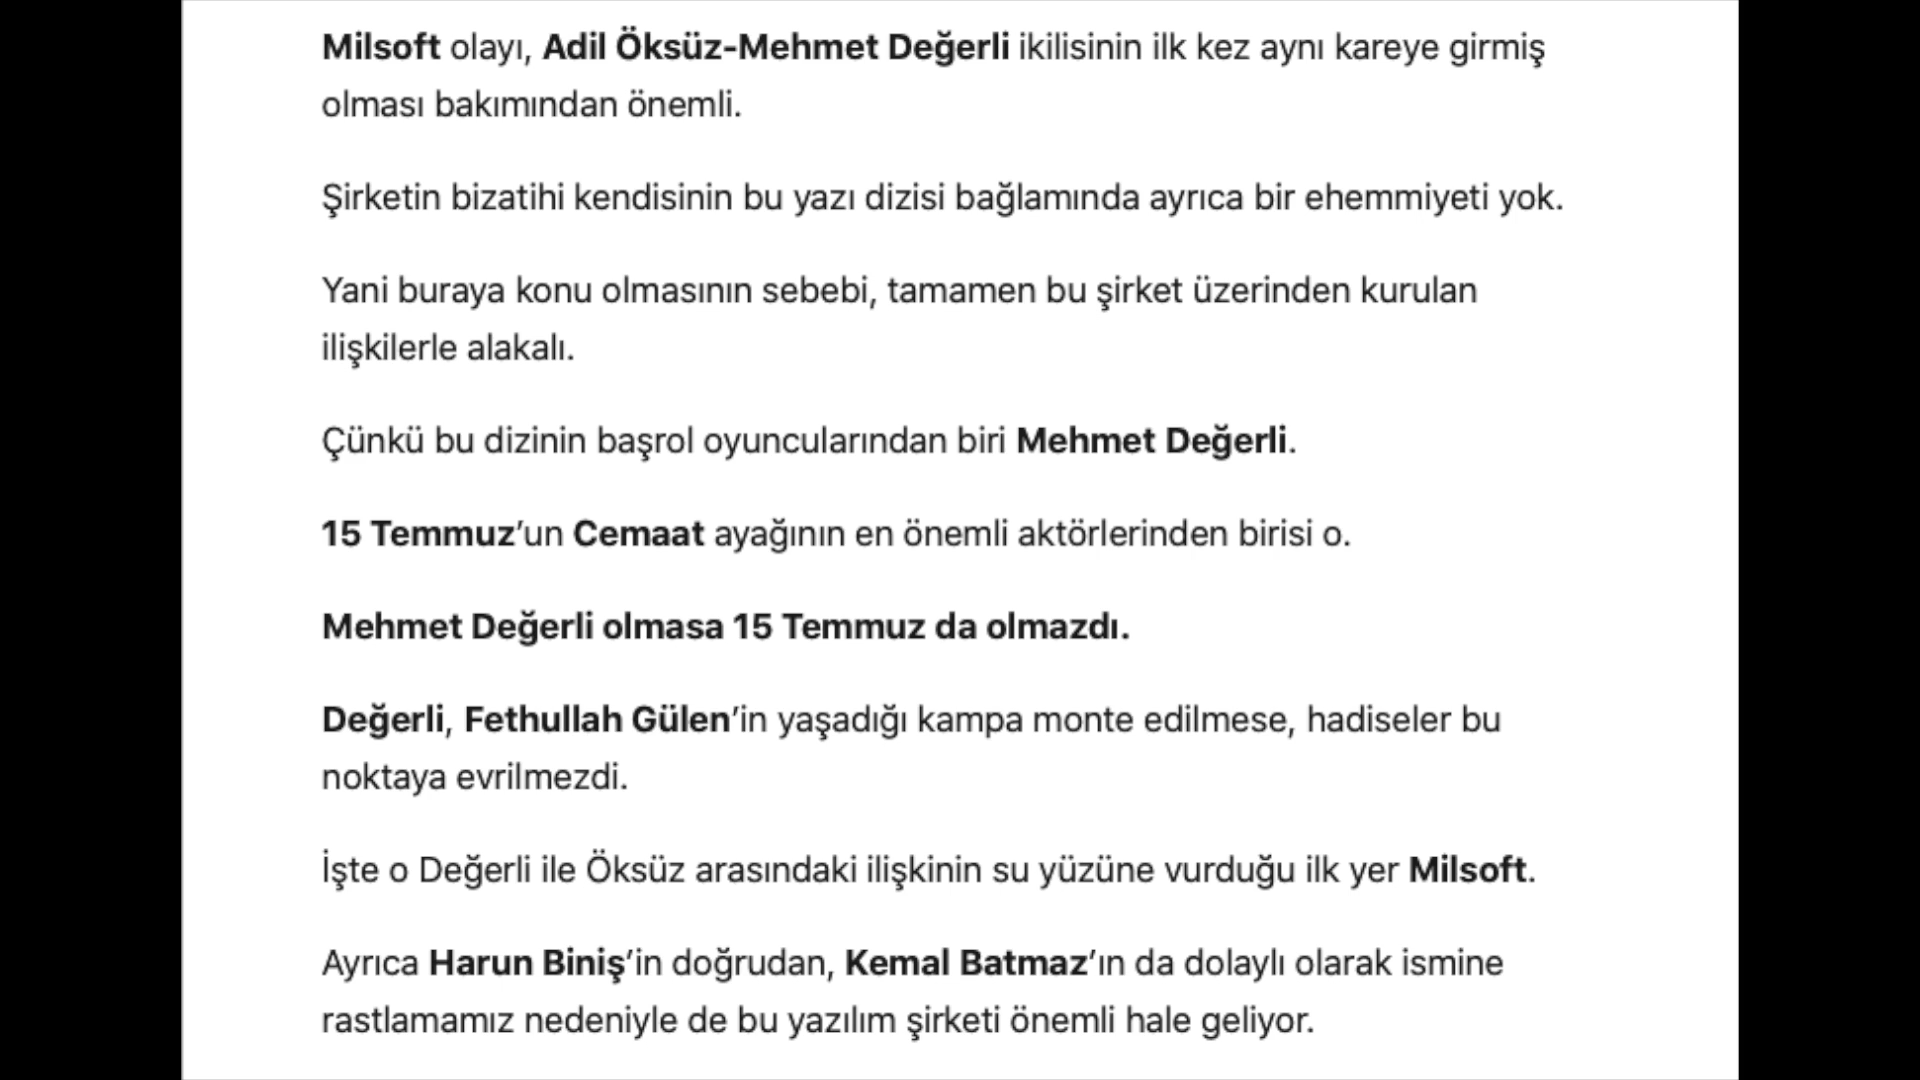 Milsoft olayı, Adil Öksüz-Mehmet Değerli ikilisinin ilk kez aynı kareye girmiş
olması bakımından önemli.
Şirketin bizatihi kendisinin bu yazı dizisi bağlamında ayrıca bir ehemmiyeti yok.
Yani buraya konu olmasının sebebi, tamamen bu şirket üzerinden kurulan
ilişkilerle alakalı.
Çünkü bu dizinin başrol oyuncularından biri Mehmet Değerli.
15 Temmuz’un Cemaat ayağının en önemli aktörlerinden birisi o.
Mehmet Değerli olmasa 15 Temmuz da olmazdı.
Değerli, Fethullah Gülen’in yaşadığı kampa monte edilmese, hadiseler bu
noktaya evrilmezdi.
İşte o Değerli ile Öksüz arasındaki ilişkinin su yüzüne vurduğu ilk yer Milsoft.
Ayrıca Harun Biniş’in doğrudan, Kemal Batmaz’ın da dolaylı olarak ismine
rastlamamız nedeniyle de bu yazılım şirketi önemli hale geliyor.